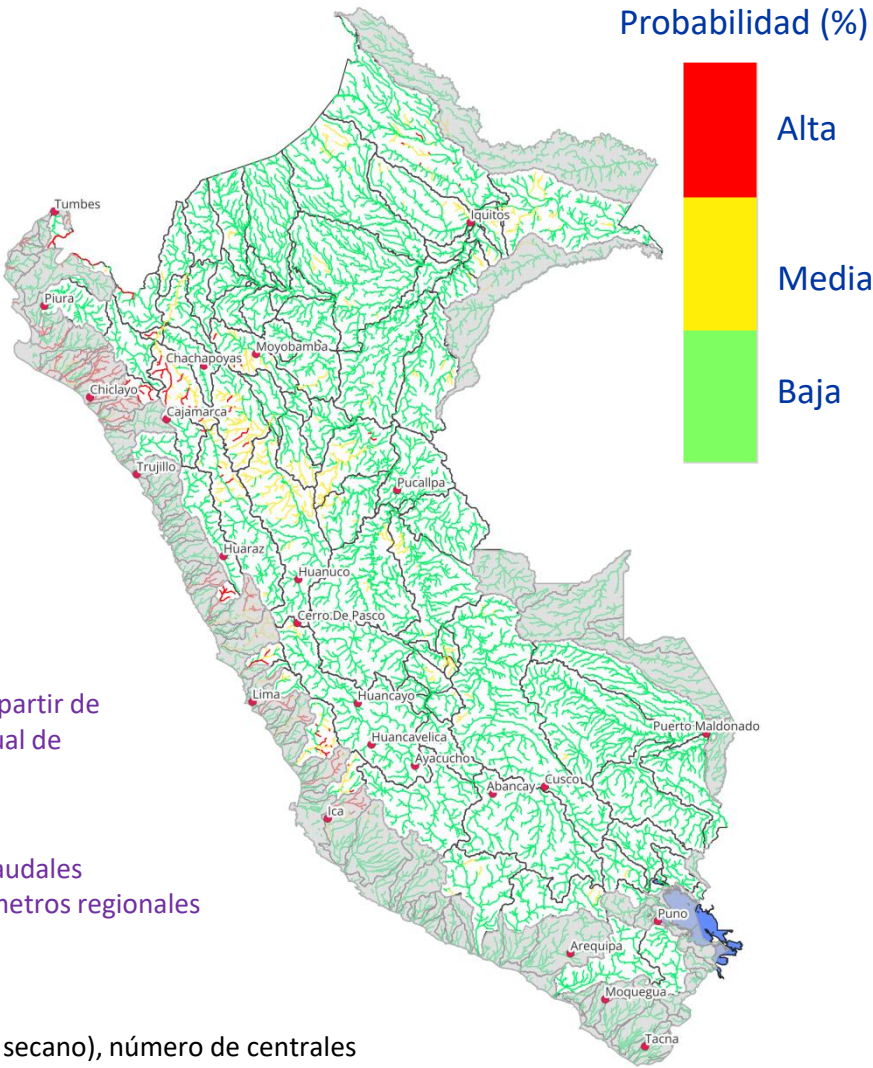 Probabilidad (%)
Alta
Media
Baja
Tumbes
Iquitos
Piura
Moyobamba
Chachapoyas
Chiclayo
Cajamarca
Trujillo
Pucallpa
Huaraz
Huanuco
Cerro De Pasco
Lima
Huancayo
Puerto Maldonado
Huancavelica
Ayacucho
Abancay
Cusco
Ica
Puno
Arequipa
Moquegua
Tacna
partir de
ual de
audales
metros regionales
secano), número de centrales